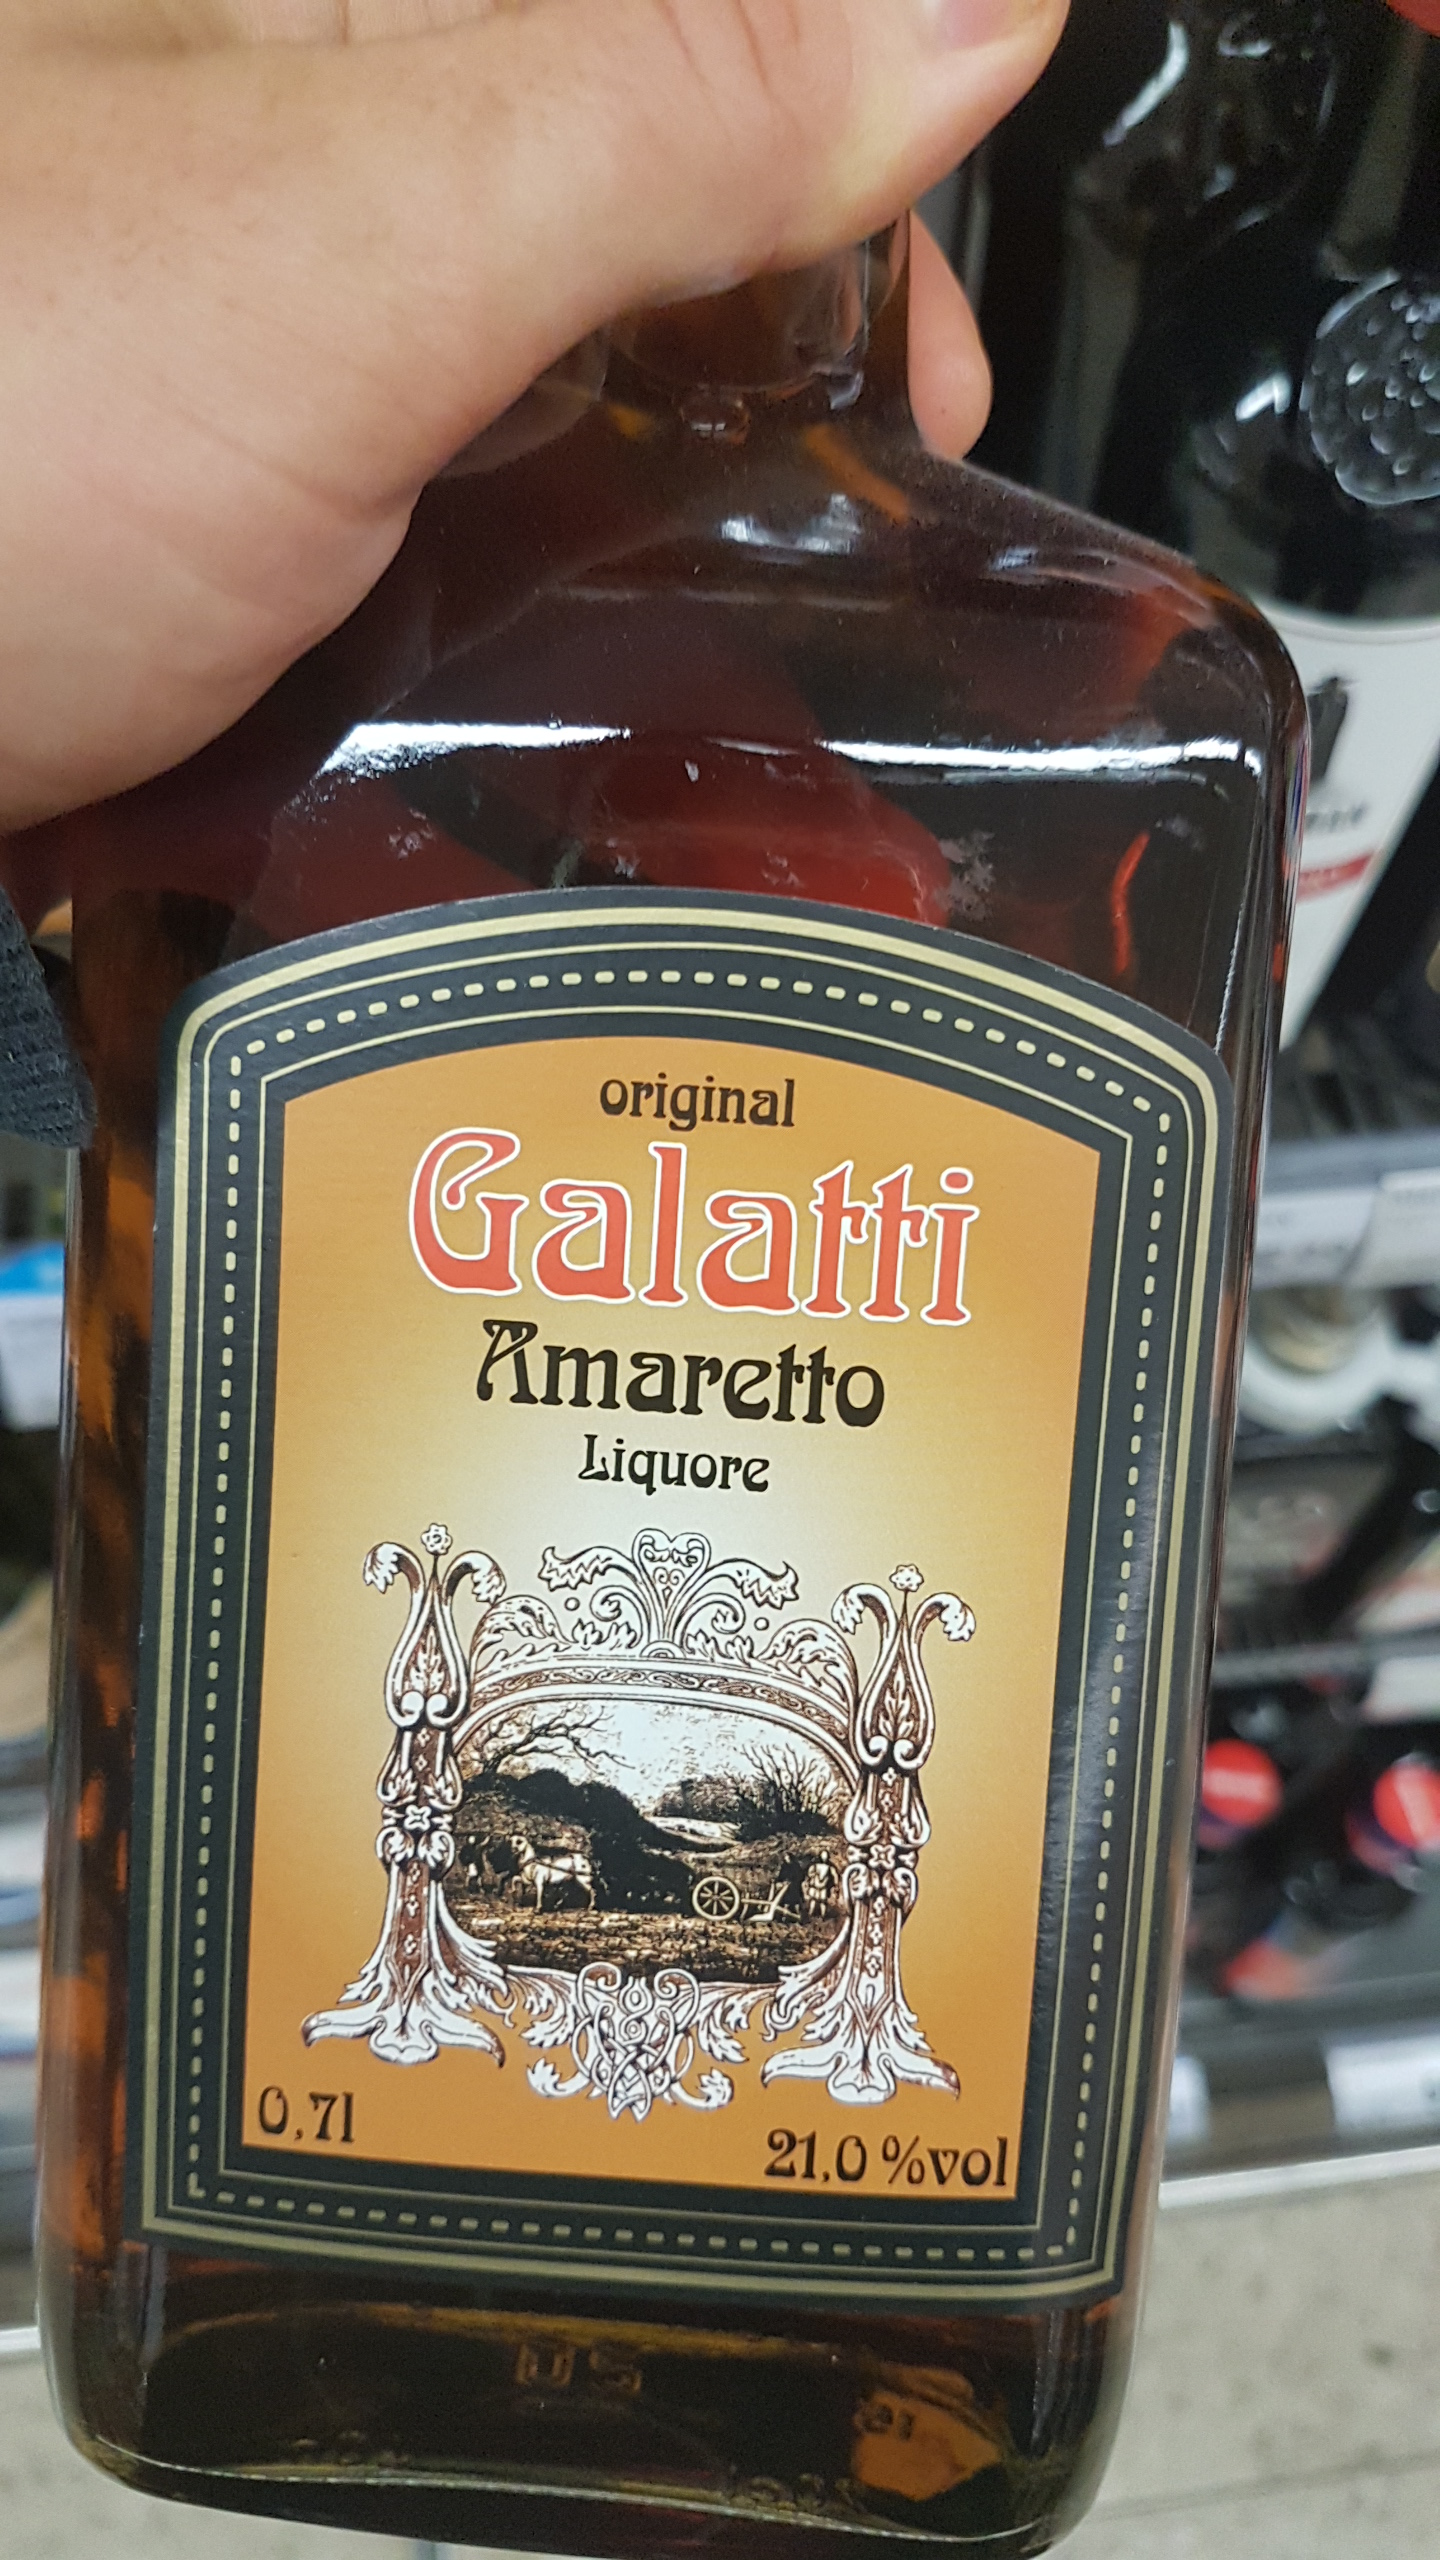 original
Galatti
Amaretto
Liquore
0,7l
21,0 %vol